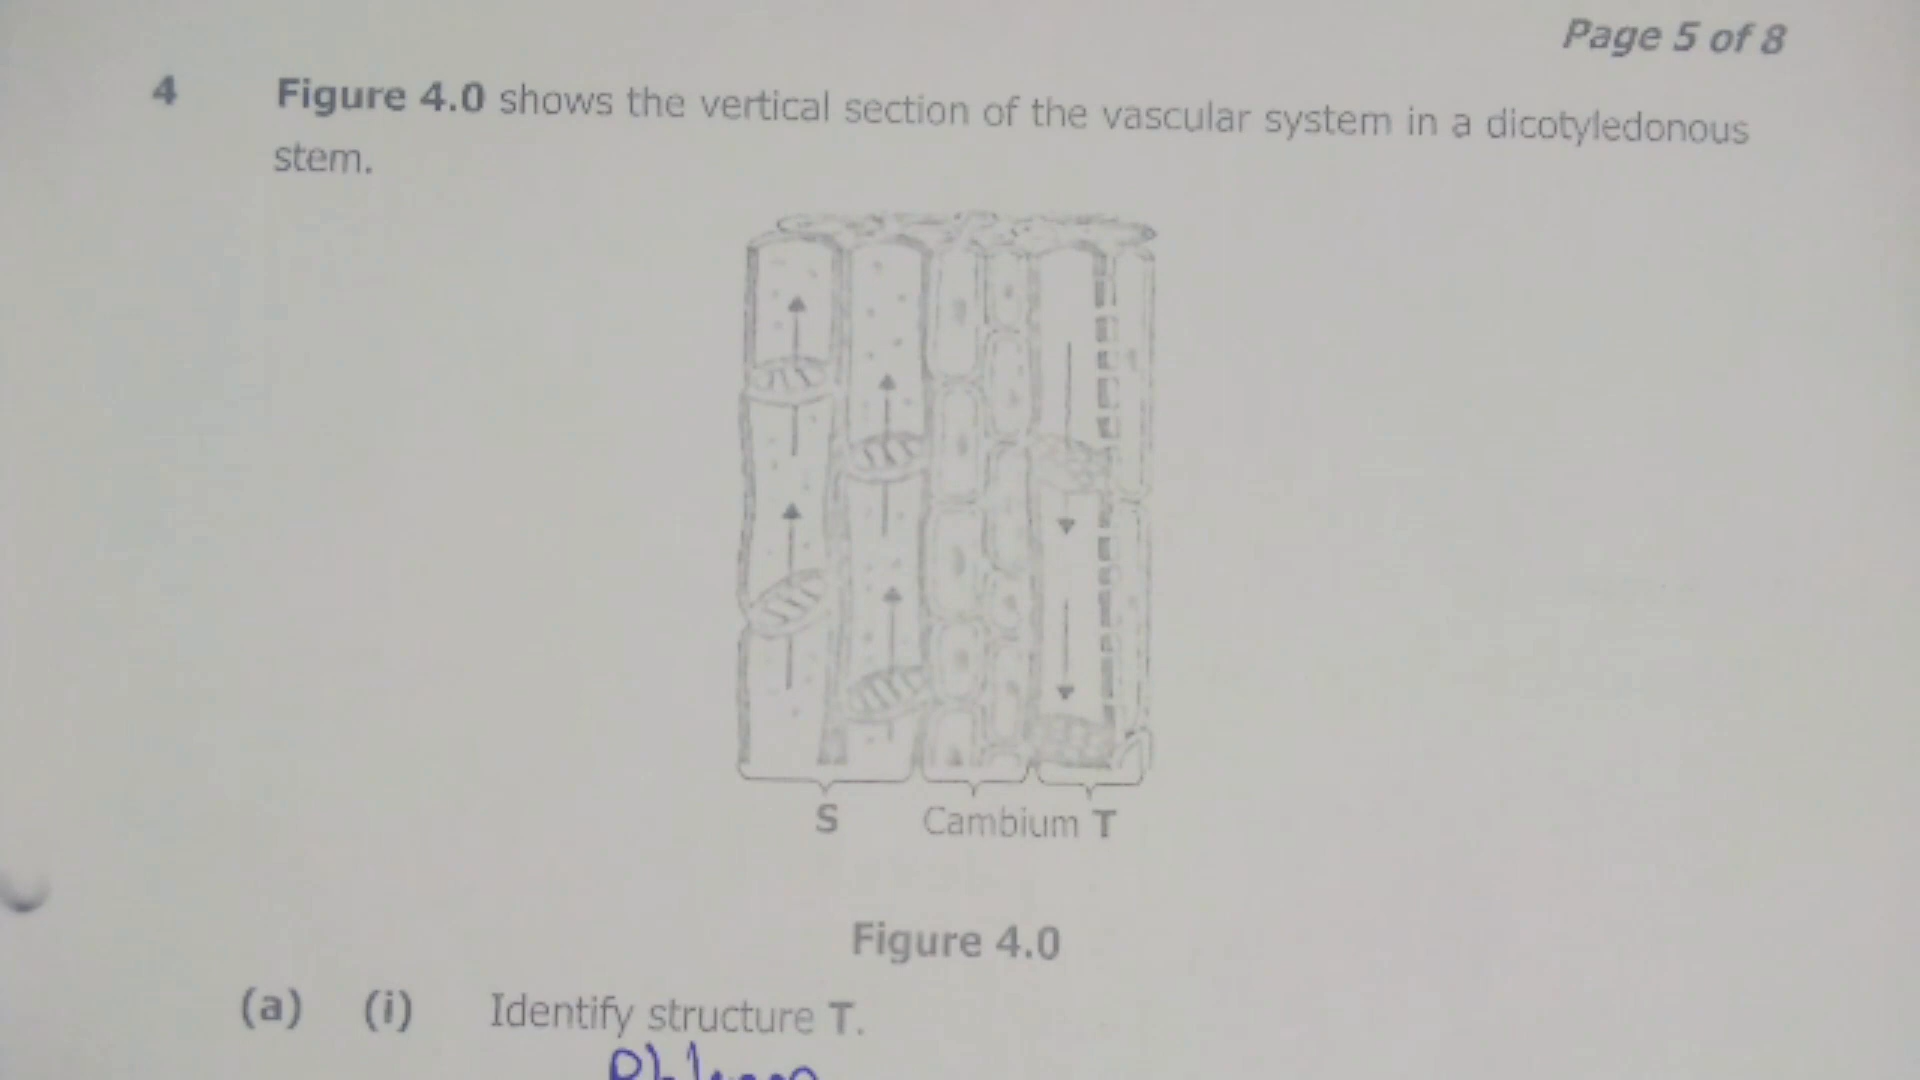 Page 5 of 8
4 Figure 4.0 shows the vertical section of the vascular system in a dicotyledonous
stem.
S Cambium T
Figure 4.0
(a) (i) Identify structure T.